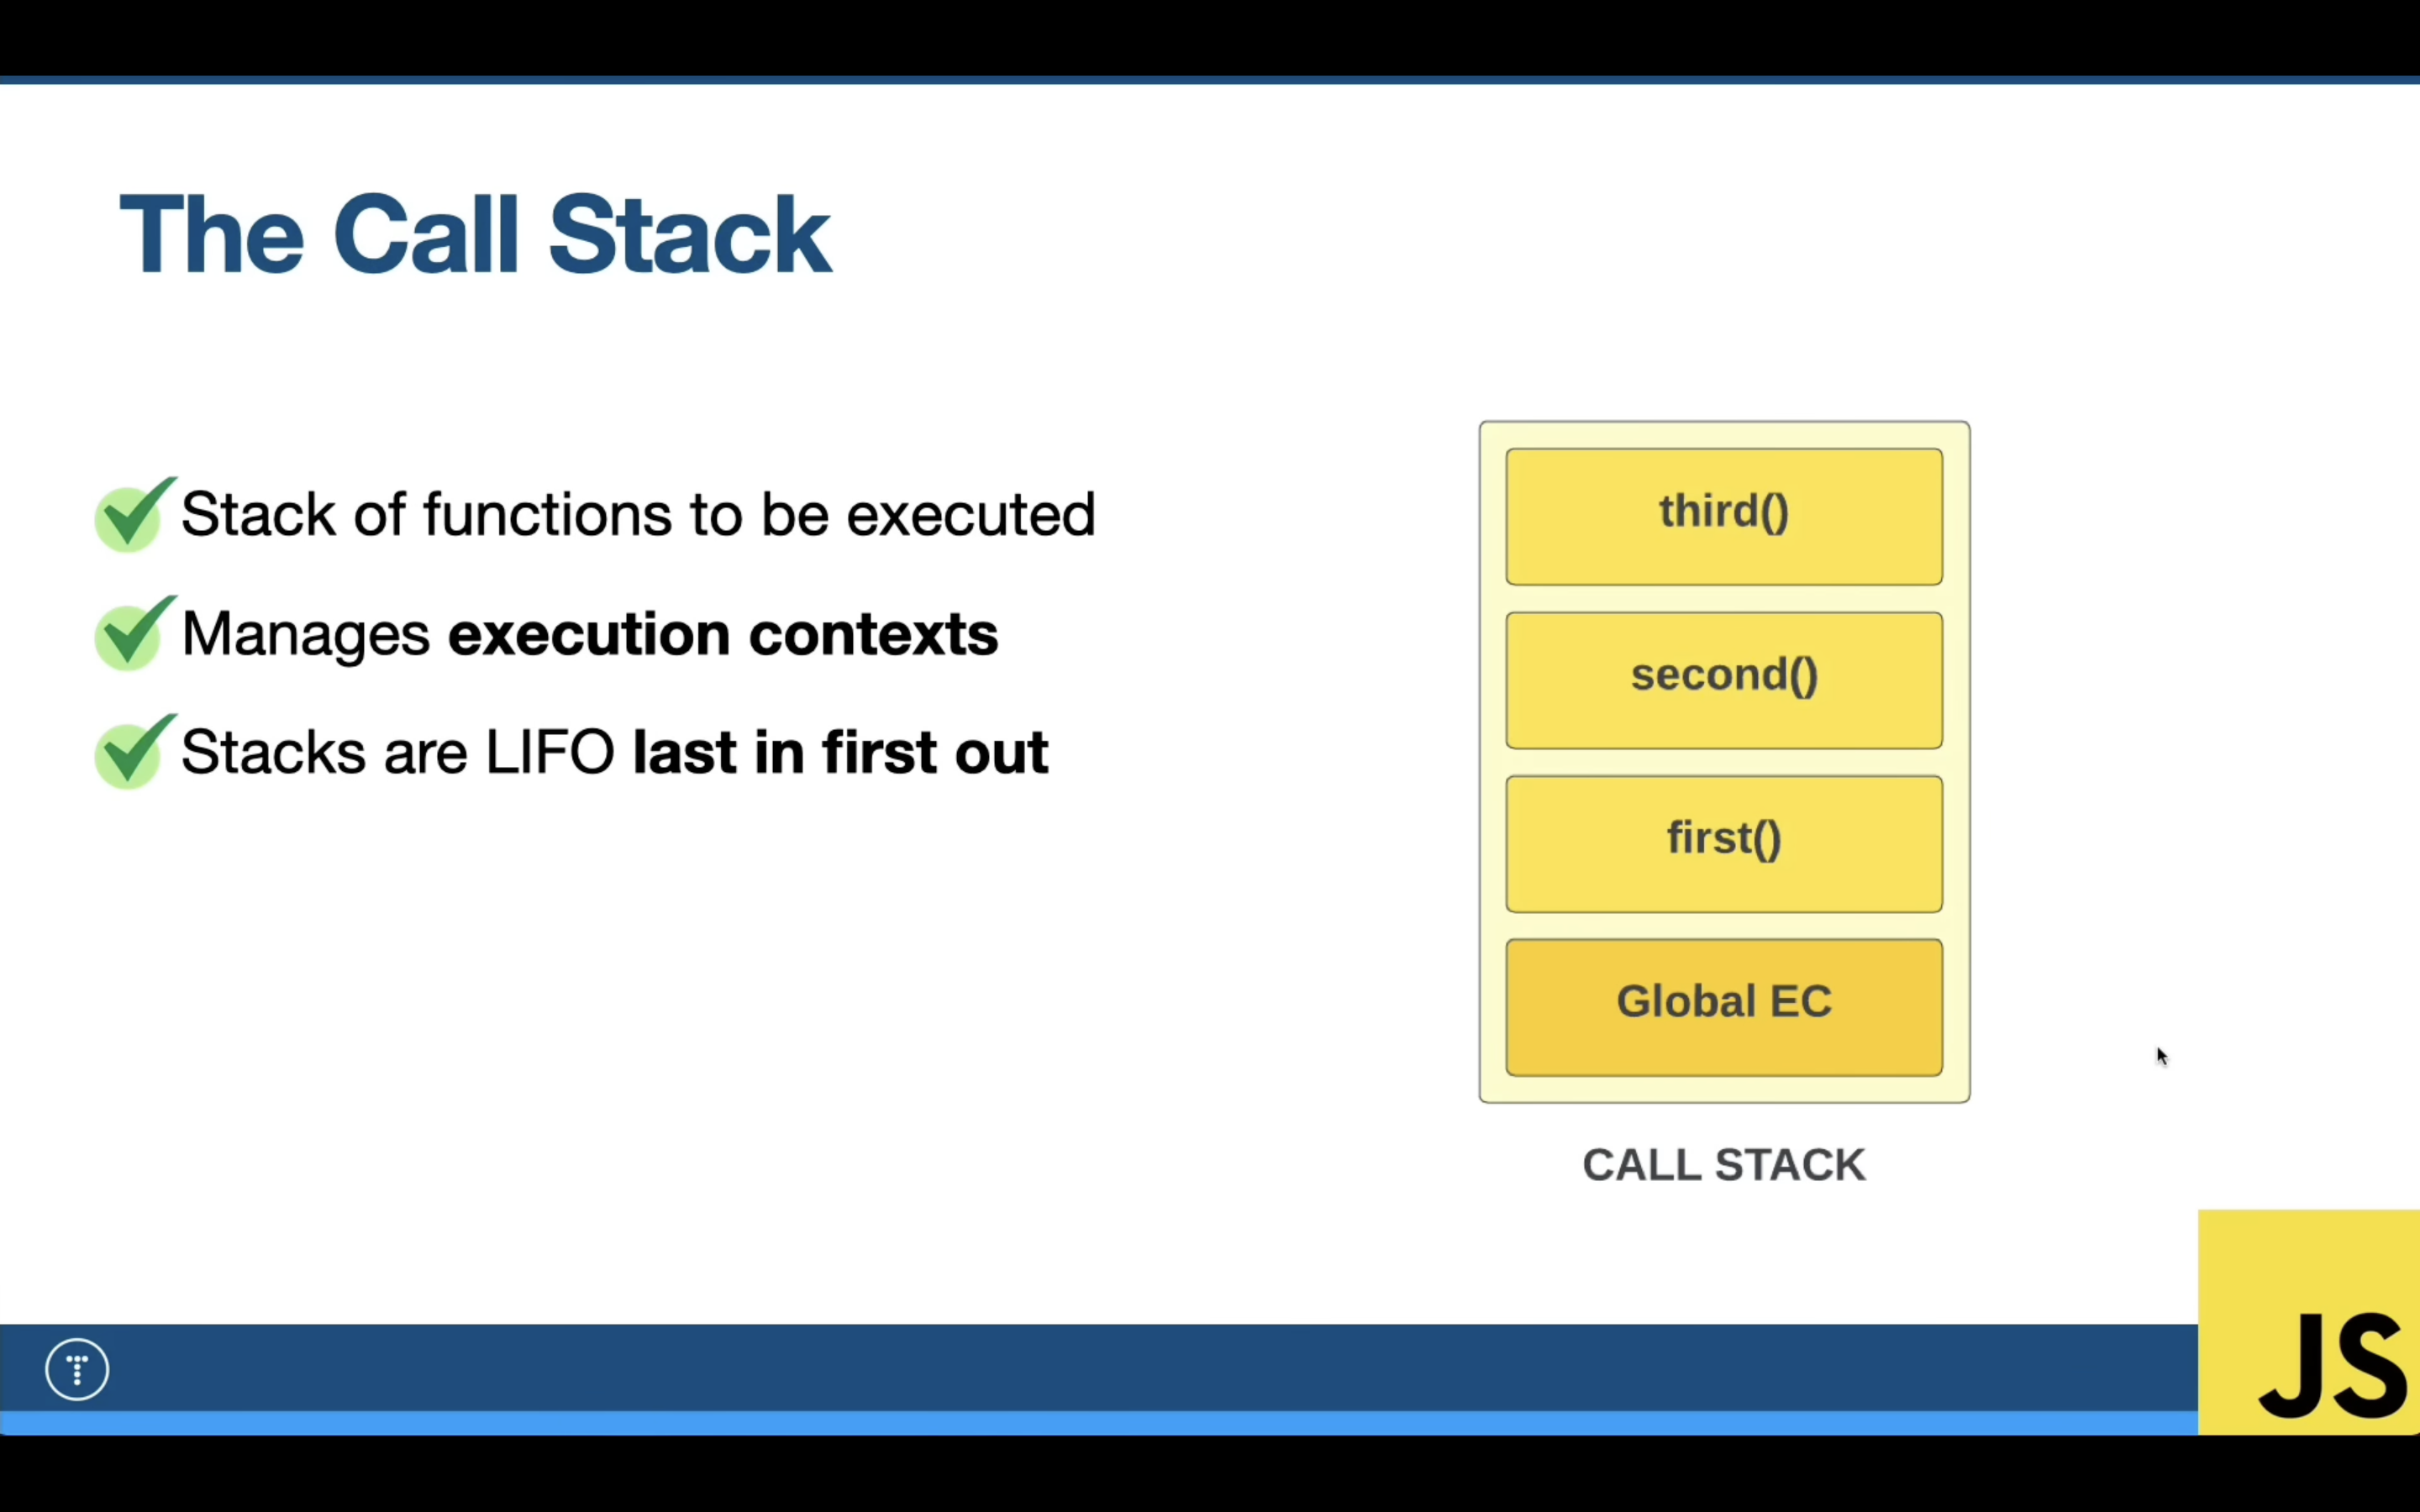 The Call Stack
Stack of functions to be executed
Manages execution contexts
Stacks are LIFO last in first out
third()
second()
first()
Global EC
CALL STACK
T
JS